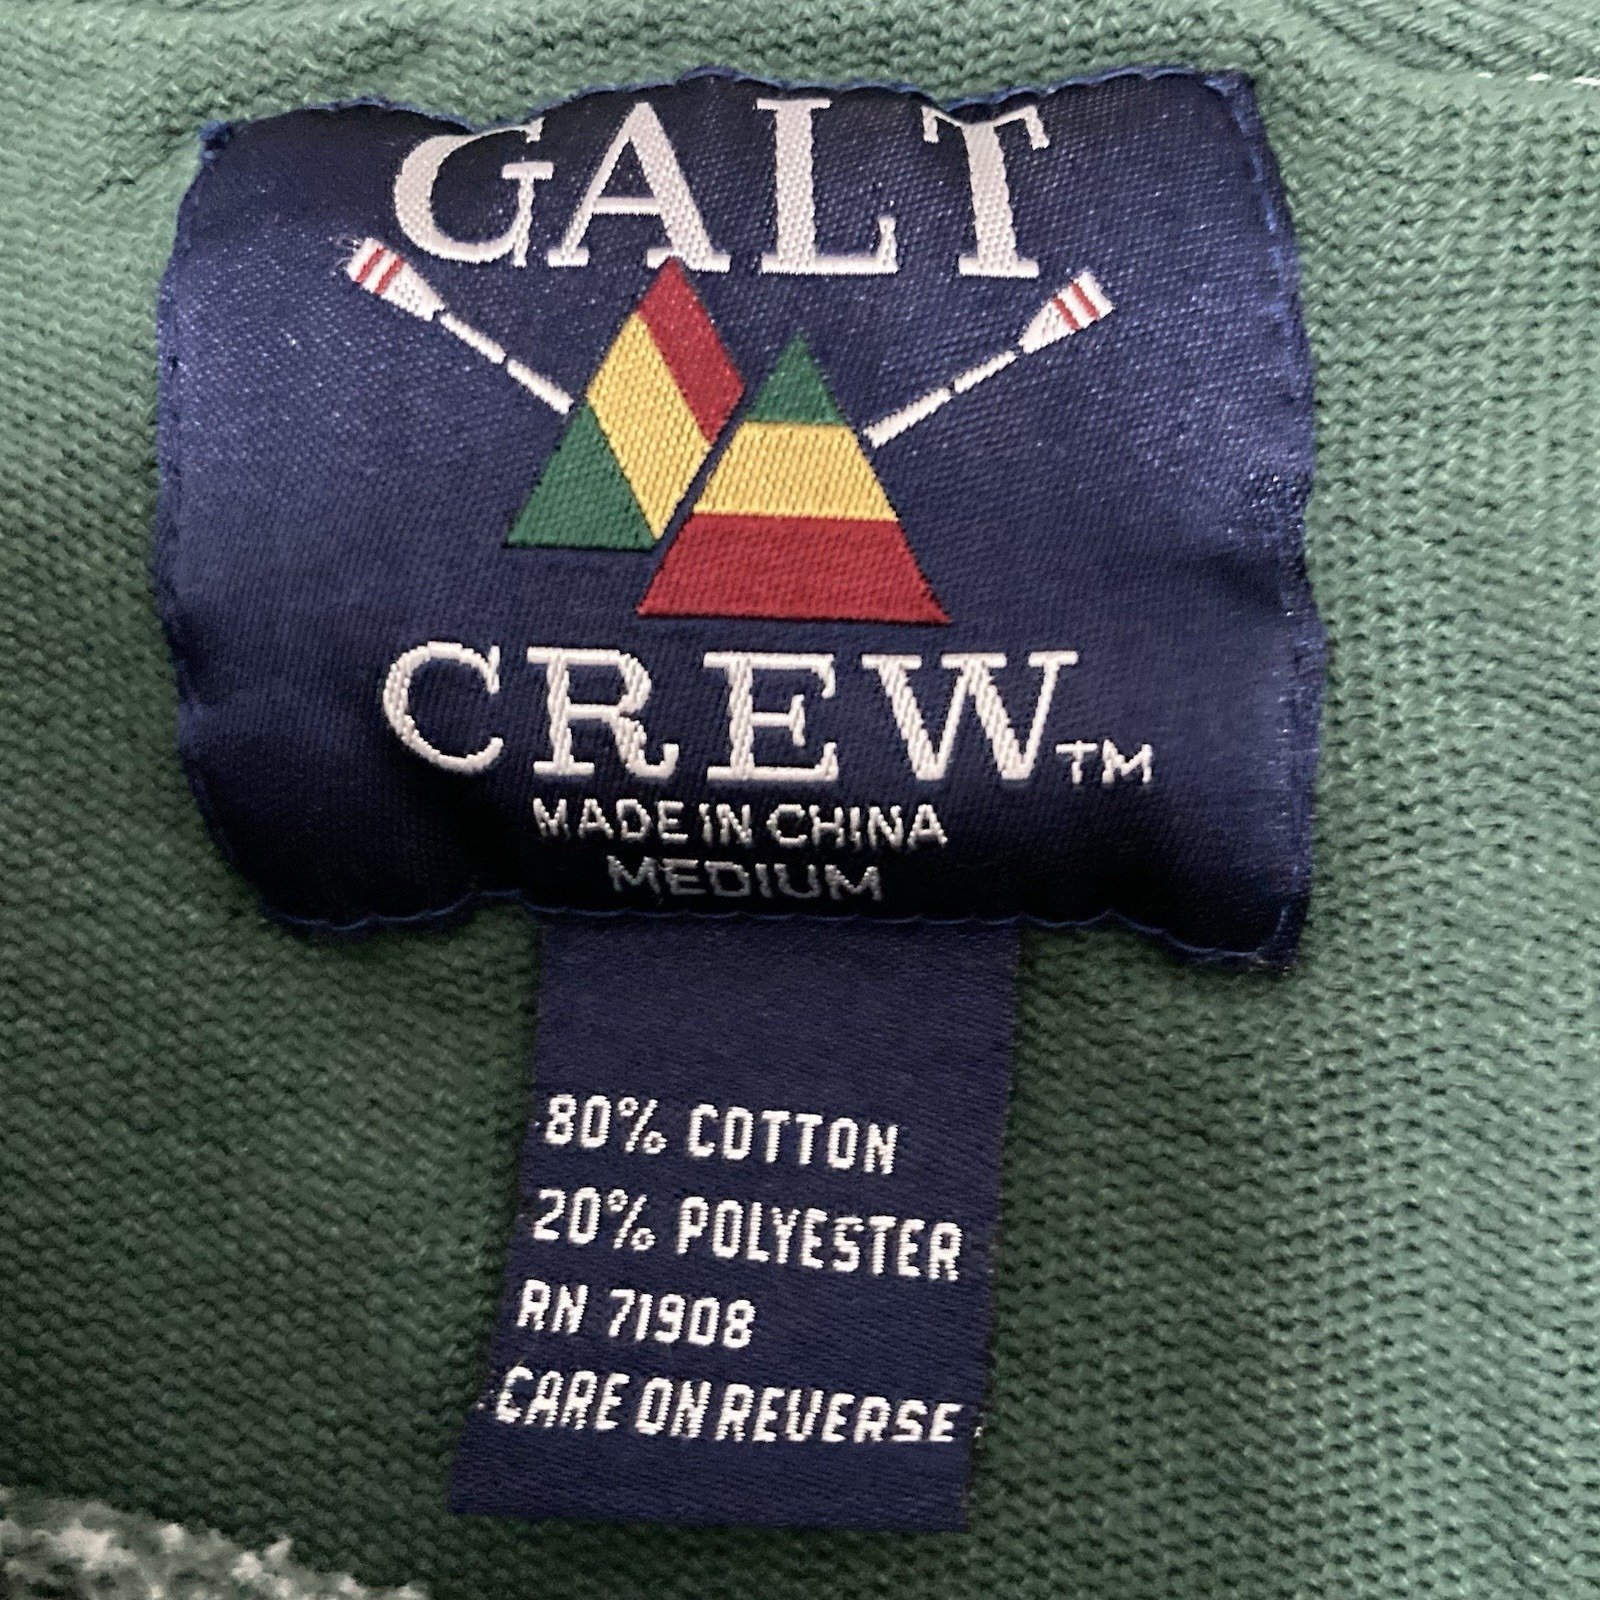 GALT
CREW™
MADE IN CHINA
MEDIUM
80% COTTON
20% POLYESTER
RN 71908
CARE ON REVERSE